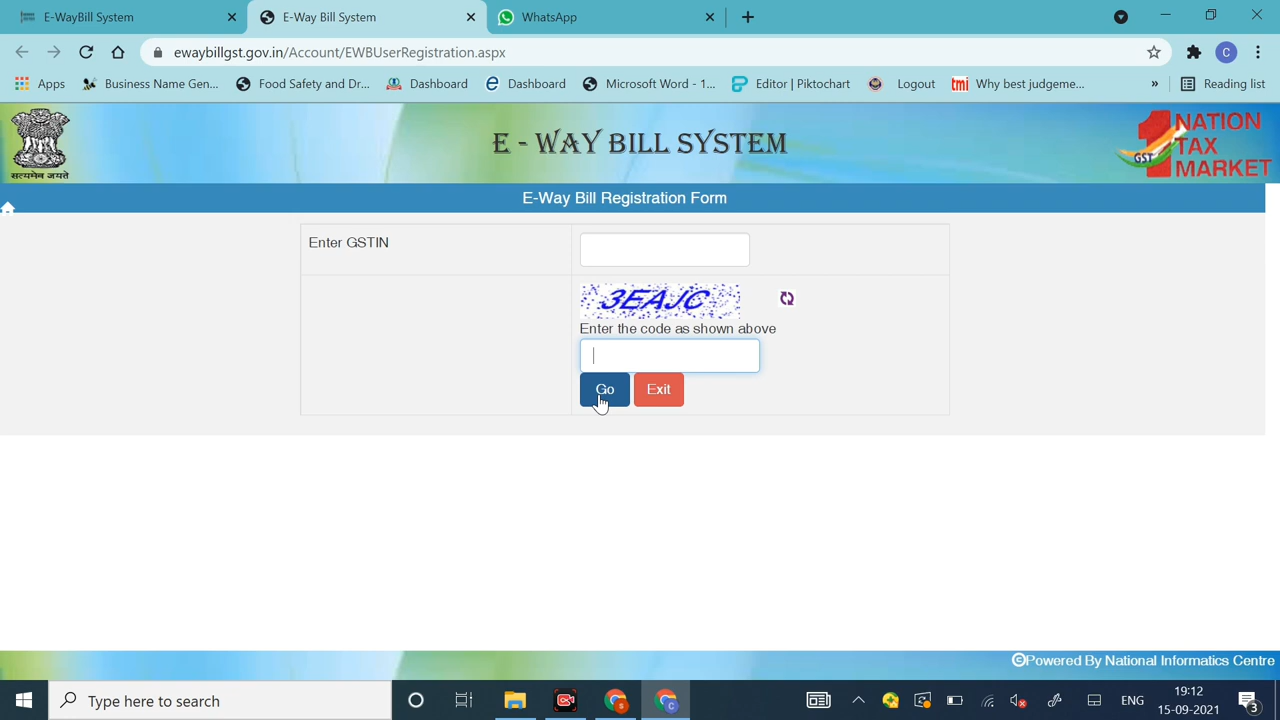 E-WayBill System
E-Way Bill System
WhatsApp
ewaybillgst.gov.in/Account/EWBUserRegistration.aspx
C
Apps
Business Name Gen...
Food Safety and Dr...
Dashboard
Dashboard
Microsoft Word - 1...
Editor | Piktochart
Logout
tmi Why best judgeme...
»
Reading list
सत्यमेव जयते
E - WAY BILL SYSTEM
GST
1 NATION
TAX
MARKET
E-Way Bill Registration Form
Enter GSTIN
3EAJC
Enter the code as shown above
Go
Exit
©Powered By National Informatics Centre
Type here to search
S
C
ENG
19:12
15-09-2021
3